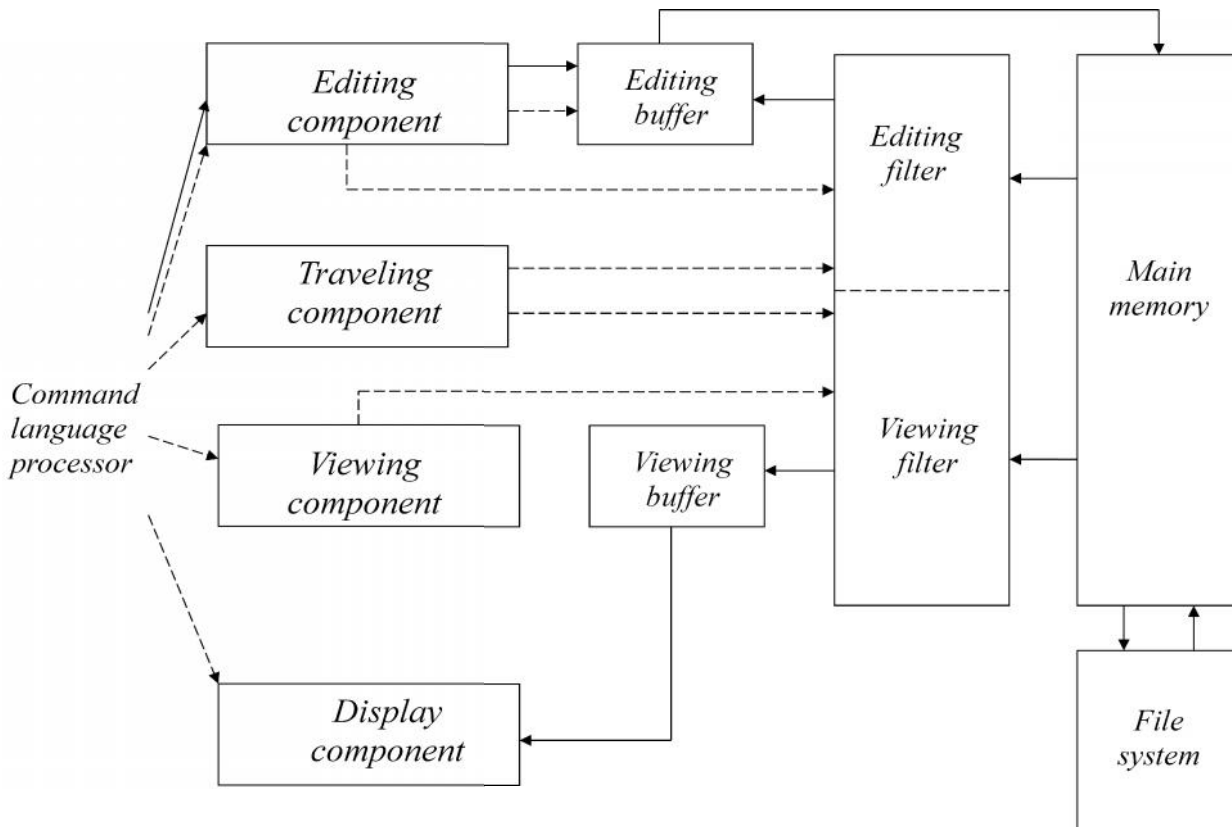 Editing
component
Editing
buffer
Editing
filter
Traveling
component
Main
memory
Command
language
processor
Viewing
component
Viewing
buffer
Viewing
filter
Display
component
File
system